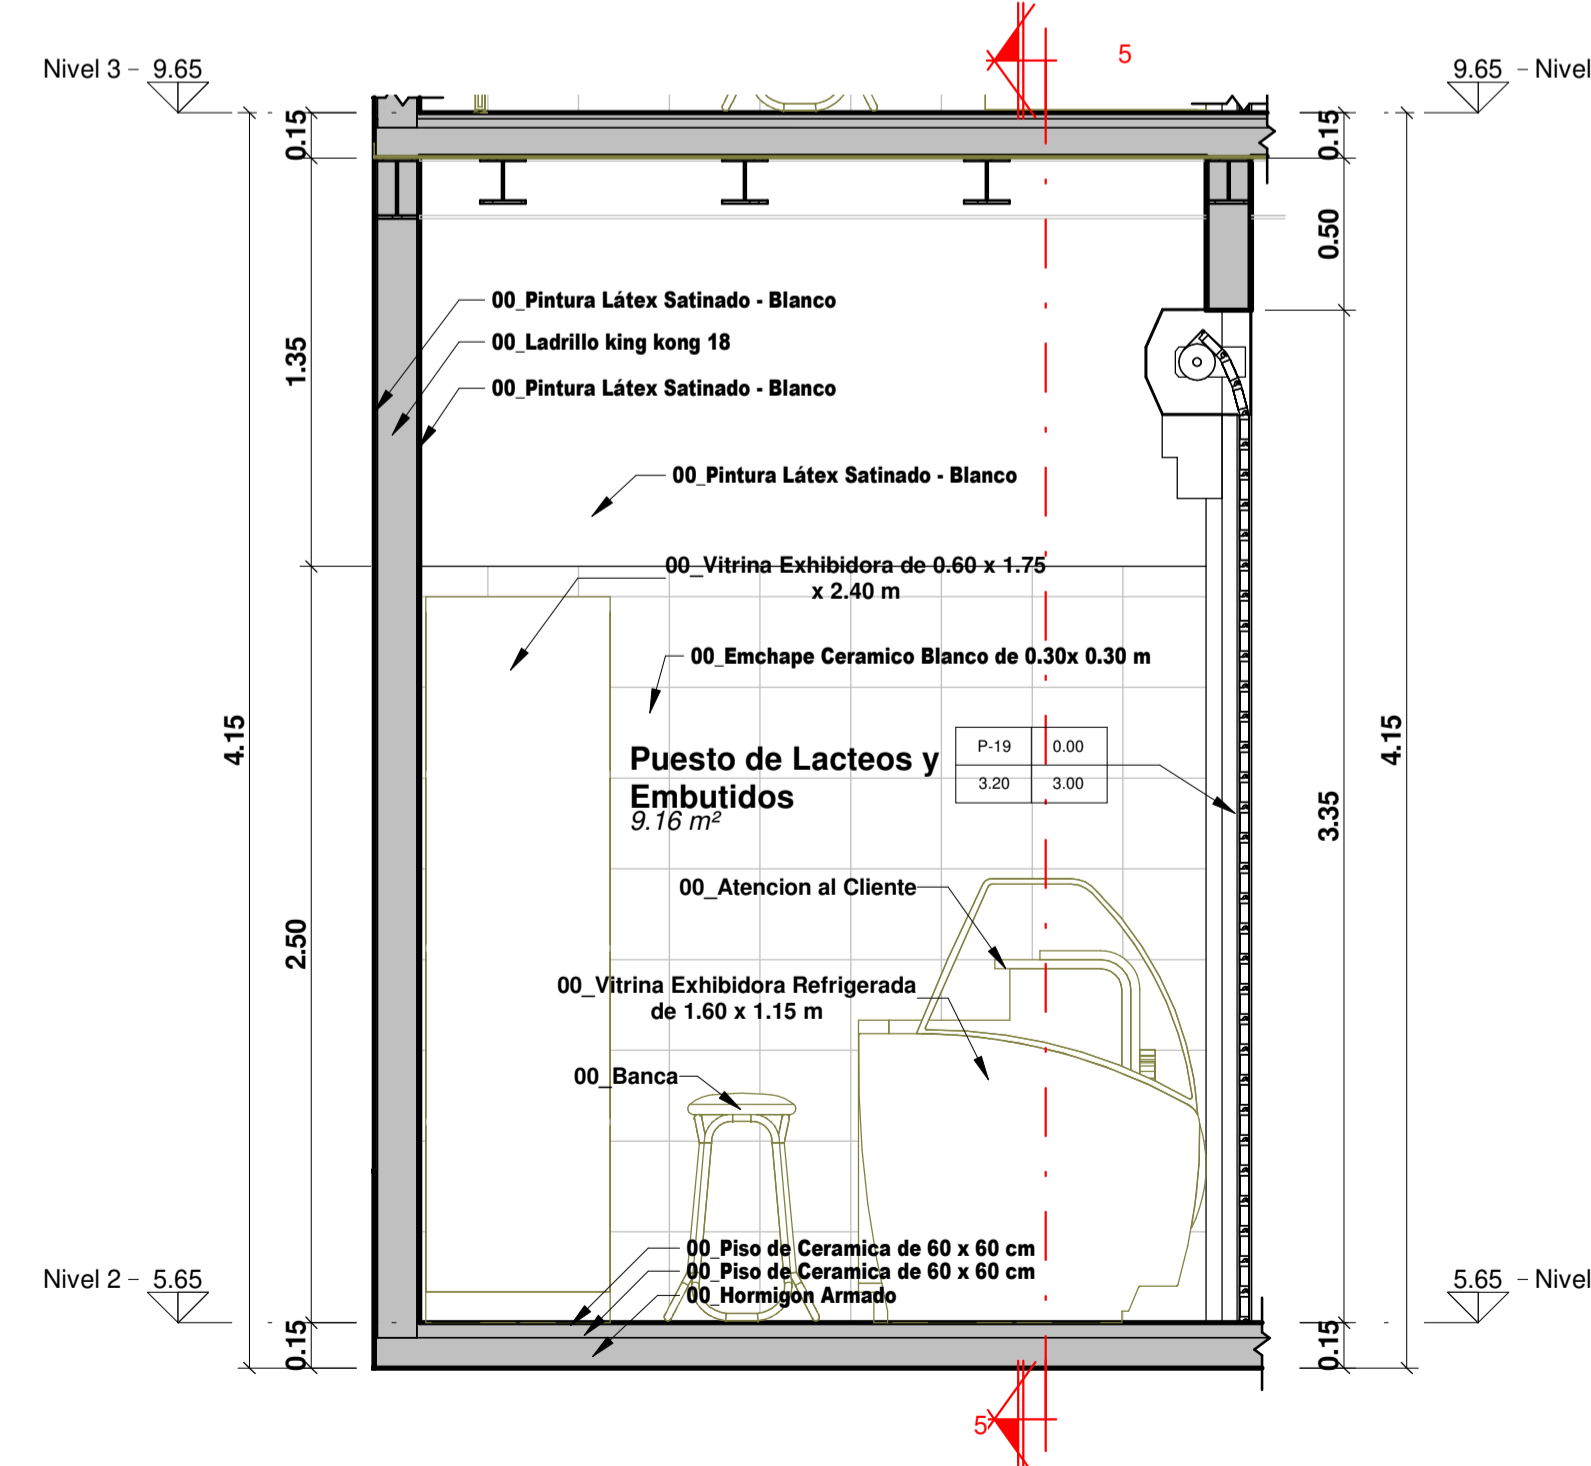 5
Nivel 3 - 9.65
9.65 - Nivel
0.15
0.15
0.50
00_Pintura Látex Satinado - Blanco
00_Ladrillo king kong 18
1.35
00_Pintura Látex Satinado - Blanco
00_Pintura Látex Satinado - Blanco
00_Vitrina Exhibidora de 0.60 x 1.75
x 2.40 m
00_Emchape Ceramico Blanco de 0.30x 0.30 m
4.15
4.15
Puesto de Lacteos y
Embutidos
9.16 m²
P-19 0.00
3.20 3.00
3.35
00_Atencion al Cliente
2.50
00_Vitrina Exhibidora Refrigerada
de 1.60 x 1.15 m
00_Banca
00_Piso de Ceramica de 60 x 60 cm
00_Piso de Ceramica de 60 x 60 cm
00_Hormigón Armado
Nivel 2 - 5.65
5.65 - Nivel
0.15
0.15
5